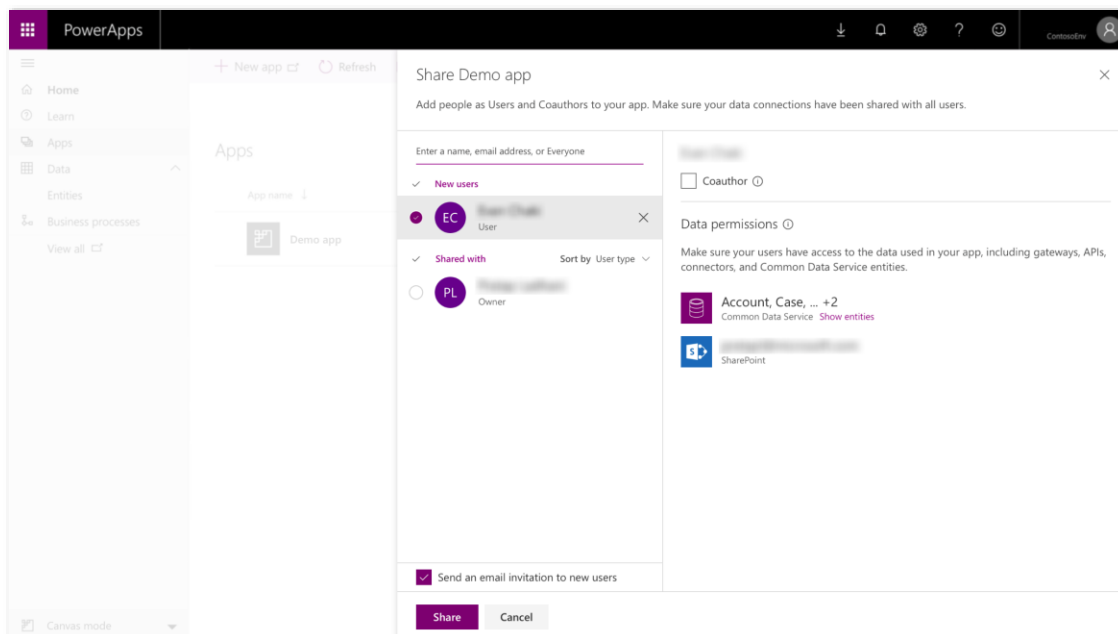 PowerApps
ContosoEnv
Home
Learn
Apps
Data
Entities
Business processes
View all
Canvas mode
New app
Refresh
Apps
App name
Demo app
Share Demo app
Add people as Users and Coauthors to your app. Make sure your data connections have been shared with all users.
Enter a name, email address, or Everyone
New users
EC
User
Shared with Sort by User type
PL
Owner
Send an email invitation to new users
Share Cancel
Coauthor
Data permissions
Make sure your users have access to the data used in your app, including gateways, APIs,
connectors, and Common Data Service entities.
Account, Case, ... +2
Common Data Service Show entities
SharePoint